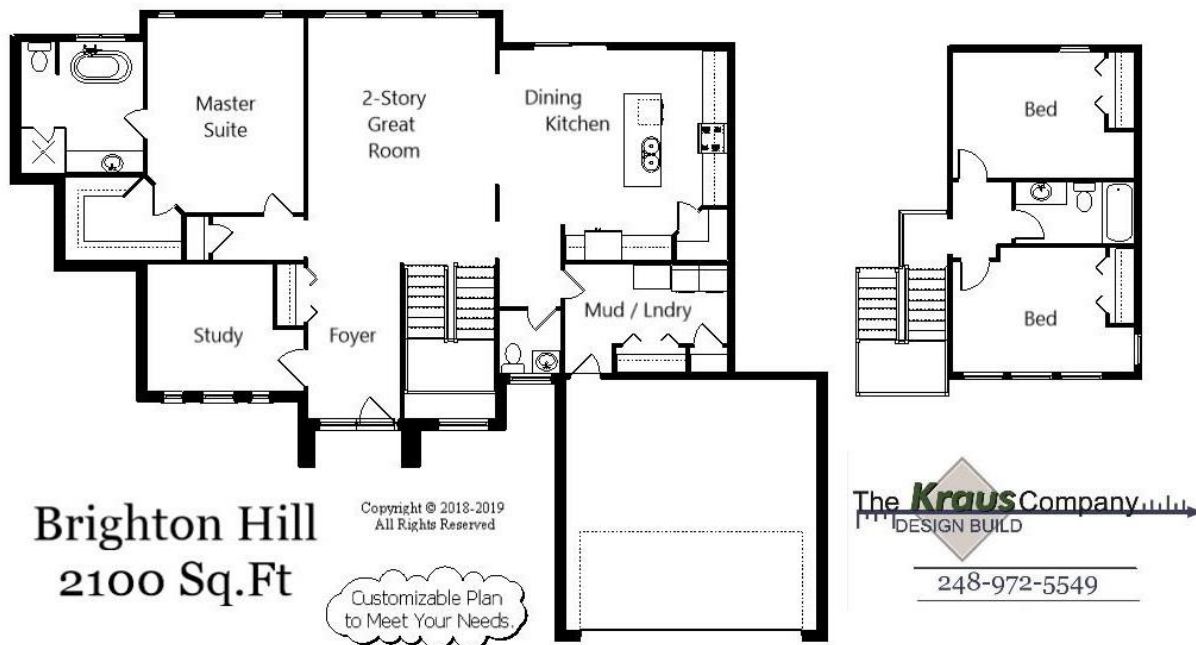 Master
Suite
2-Story
Great
Room
Dining
Kitchen
Bed
Study
Foyer
Mud / Lndry
Bed
Brighton Hill
2100 Sq.Ft
Copyright © 2018-2019
All Rights Reserved
Customizable Plan
to Meet Your Needs.
The Kraus Company
DESIGN BUILD
248-972-5549